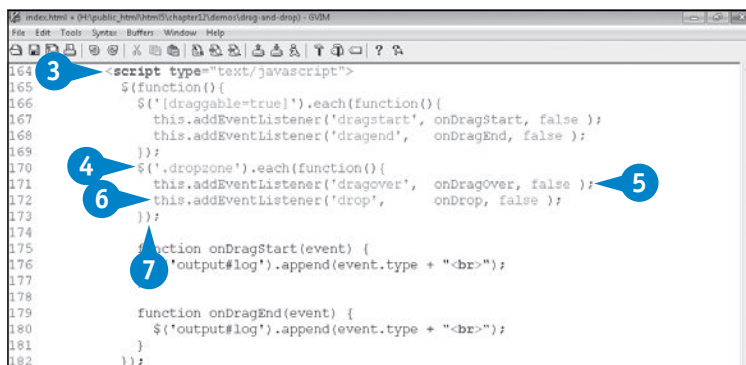 index.html + (H:\public_html\html5\chapter12\demos\drag-and-drop) - GVIM
File Edit Tools Syntax Buffers Window Help
164 3 <script type="text/javascript">
165 $(function(){
166 $('[draggable=true]').each(function(){
167 this.addEventListener('dragstart', onDragStart, false );
168 this.addEventListener('dragend', onDragEnd, false );
169 });
170 4 $('.dropzone').each(function(){
171 this.addEventListener('dragover', onDragOver, false ); 5
172 6 this.addEventListener('drop', onDrop, false );
173 });
7
174
175 function onDragStart(event) {
176 'output#log').append(event.type + "<br>");
177
178
179 function onDragEnd(event) {
180 $('output#log').append(event.type + "<br>");
181 }
182 });